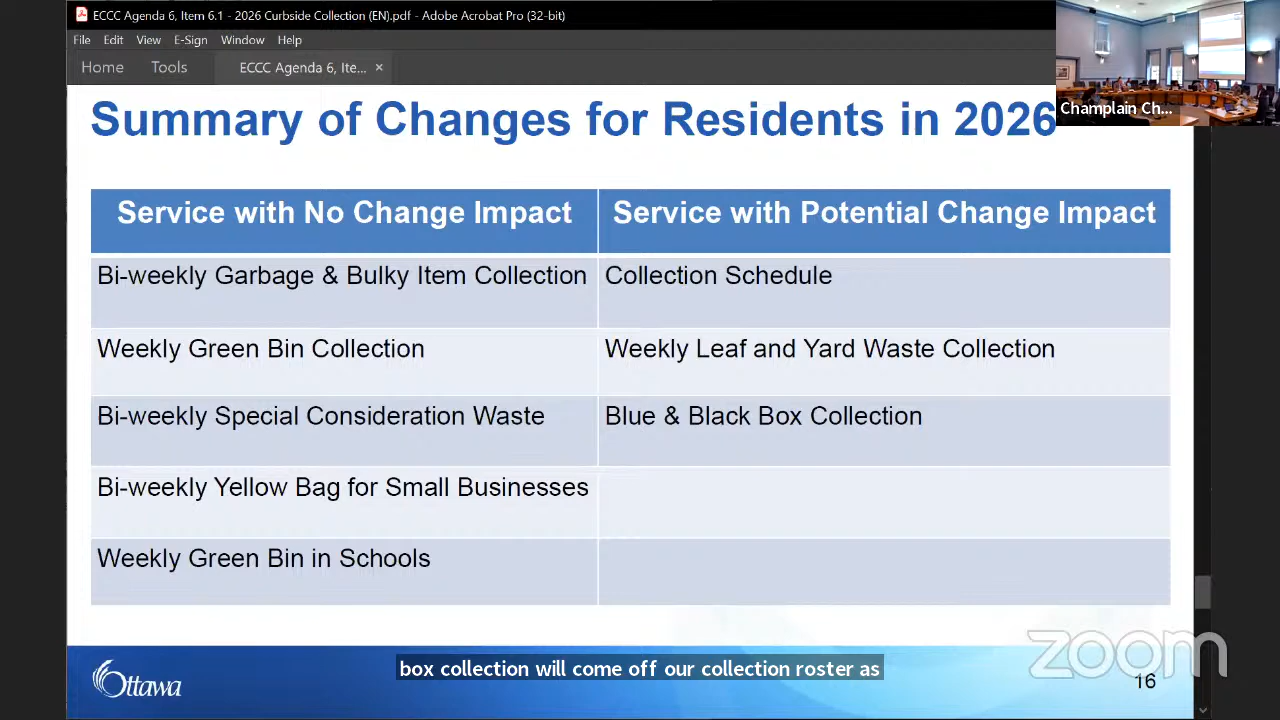 ECCC Agenda 6, Item 6.1 - 2026 Curbside Collection (EN).pdf - Adobe Acrobat Pro (32-bit)
File Edit View E-Sign Window Help
Home Tools ECCC Agenda 6, Ite... ×
Champlain Ch...
Summary of Changes for Residents in 2026
Service with No Change Impact Service with Potential Change Impact
Bi-weekly Garbage & Bulky Item Collection Collection Schedule
Weekly Green Bin Collection Weekly Leaf and Yard Waste Collection
Bi-weekly Special Consideration Waste Blue & Black Box Collection
Bi-weekly Yellow Bag for Small Businesses
Weekly Green Bin in Schools
Ottawa
box collection will come off our collection roster as
zoom
16